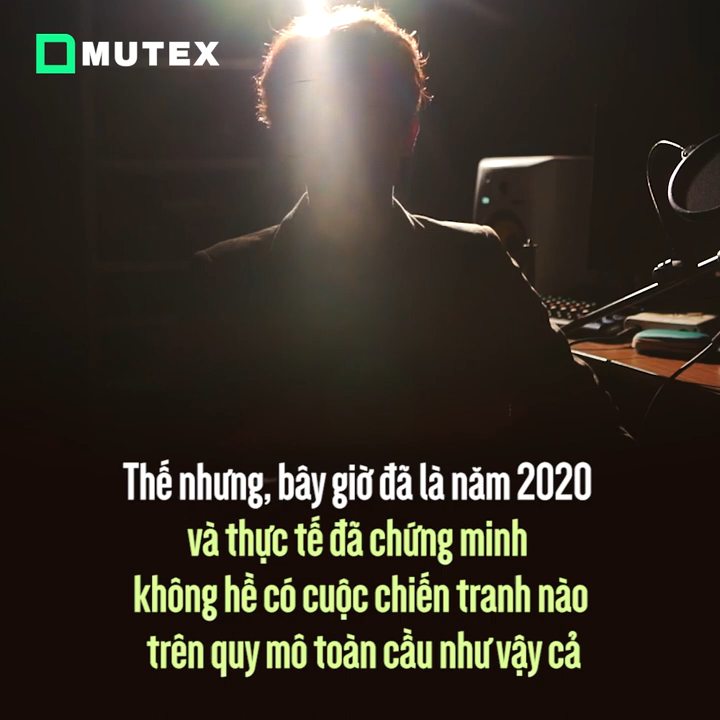 MUTEX
Thế nhưng, bây giờ đã là năm 2020
và thực tế đã chứng minh
không hề có cuộc chiến tranh nào
trên quy mô toàn cầu như vậy cả